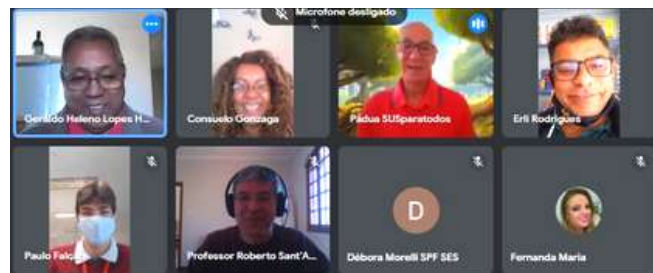 Microfone desligado
Geraldo Heleno Lopes H...
Consuelo Gonzaga
Pádua SUSparatodos
Erli Rodrigues
Paulo Falcão
Professor Roberto Sant'A...
D
Débora Morelli SPF SES
Fernanda Maria